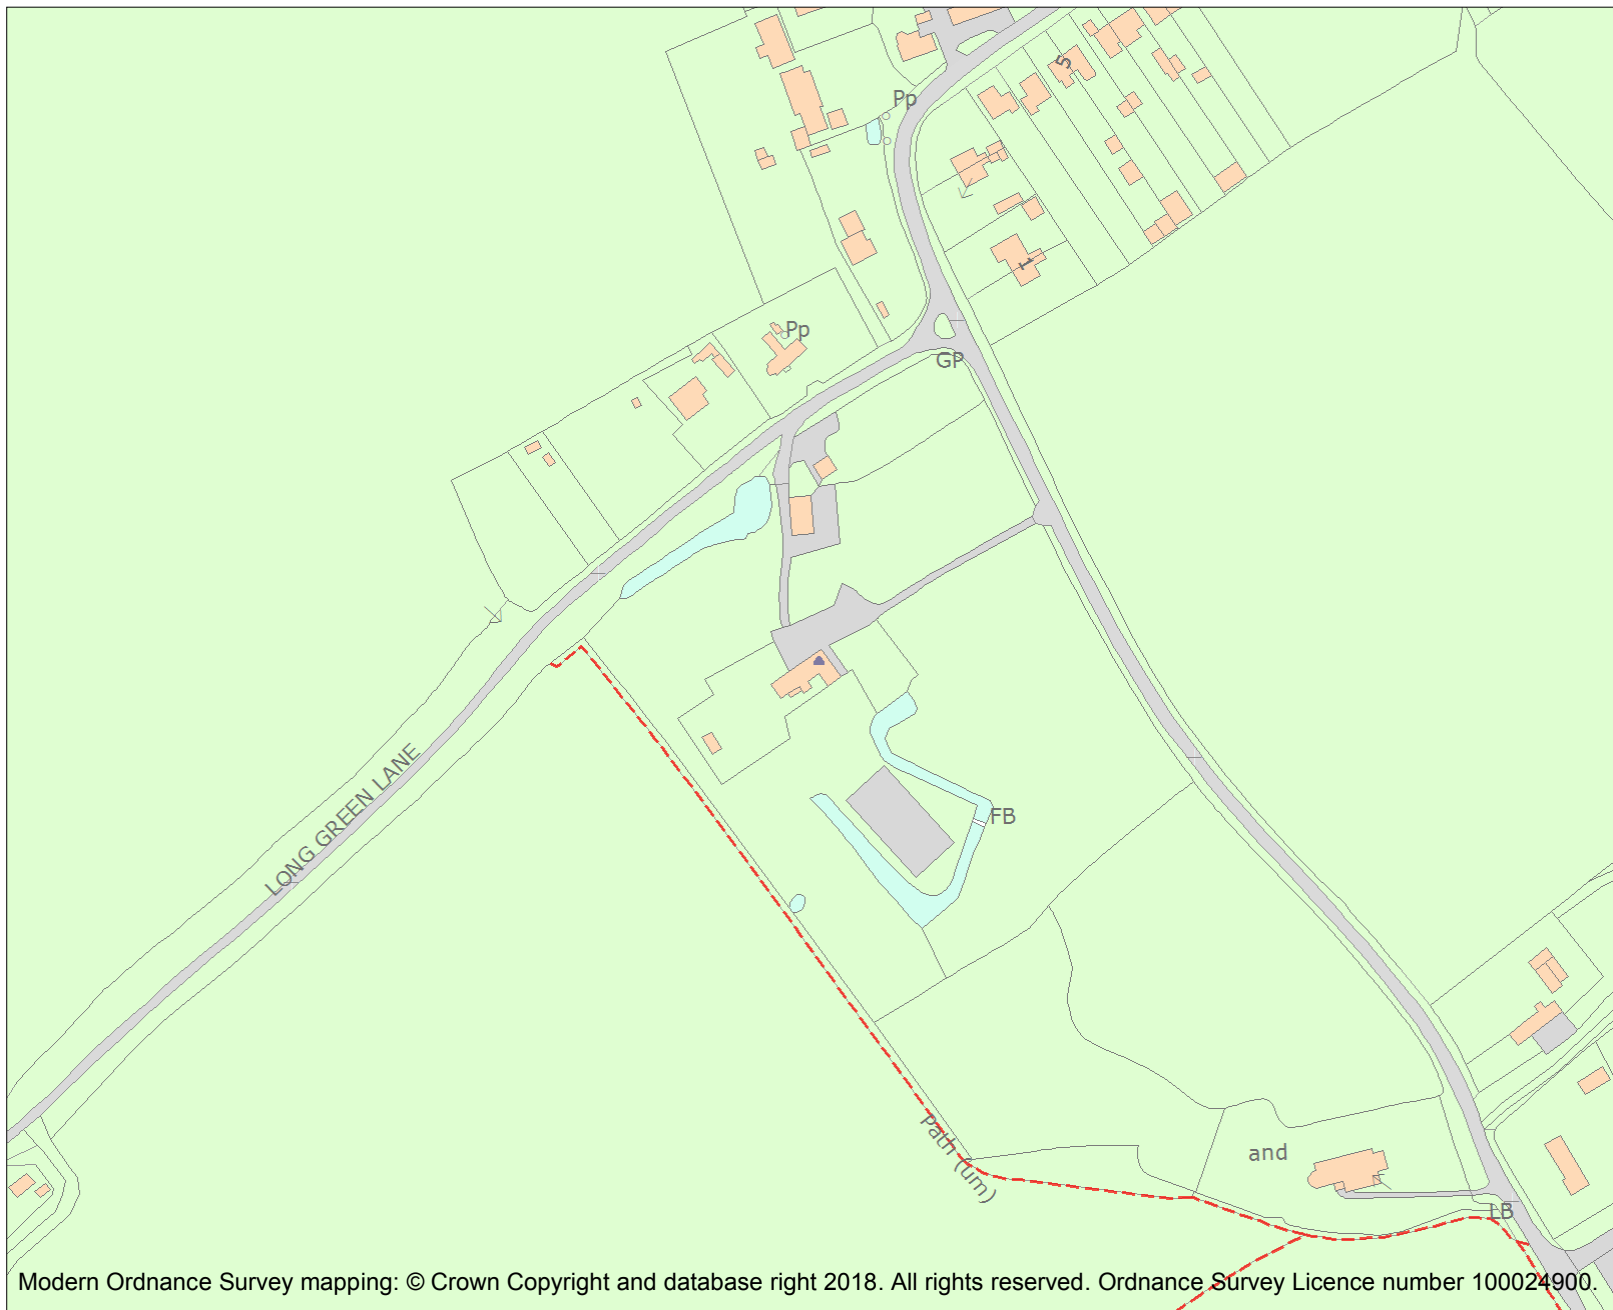 5
Pp
1
Pp
GP
LONG GREEN LANE
FB
Path (um)
and
LB
Modern Ordnance Survey mapping: © Crown Copyright and database right 2018. All rights reserved. Ordnance Survey Licence number 100024900.